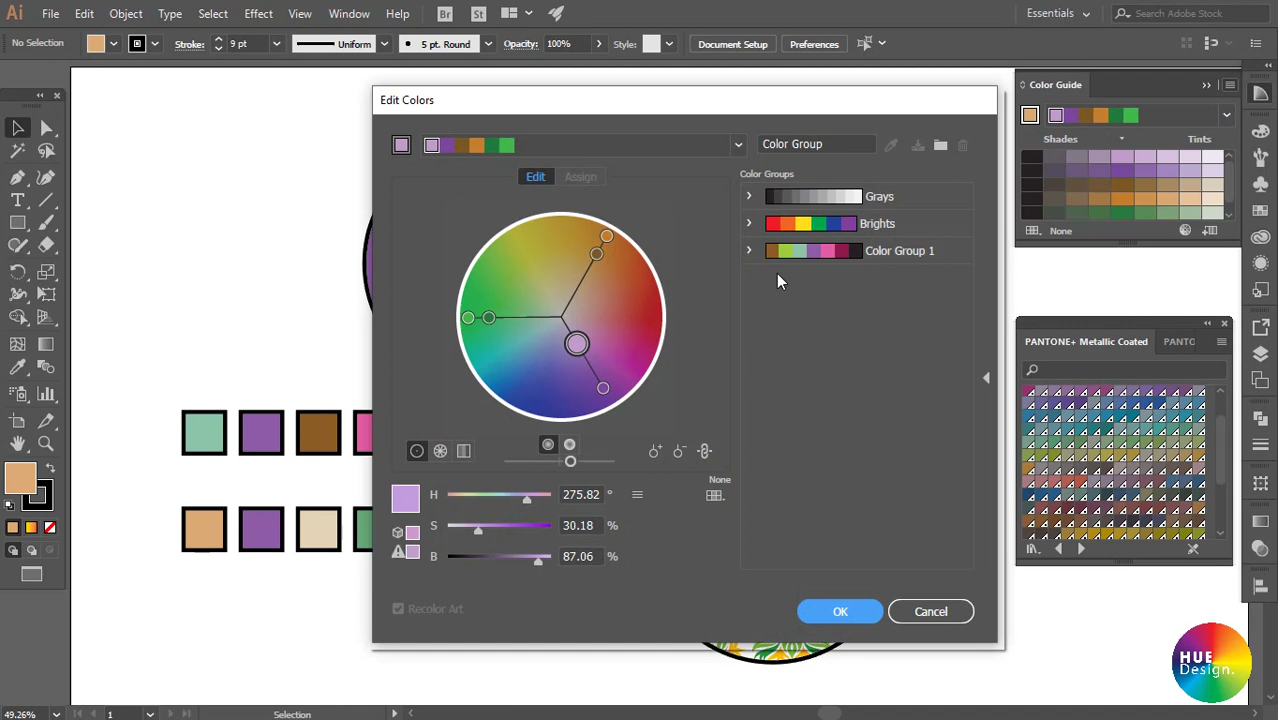 Ai File Edit Object Type Select Effect View Window Help Br St Essentials Search Adobe Stock
No Selection Stroke: 9 pt Uniform 5 pt. Round Opacity: 100% Style: Document Setup Preferences
Color Guide
Shades Tints
None
Edit Colors
Color Group
Edit Assign
Color Groups
Grays
Brights
Color Group 1
None
H 275.82 °
S 30.18 %
B 87.06 %
Recolor Art
OK Cancel
PANTONE+ Metallic Coated PANTC
HUE
Design.
49.26% 1 Selection